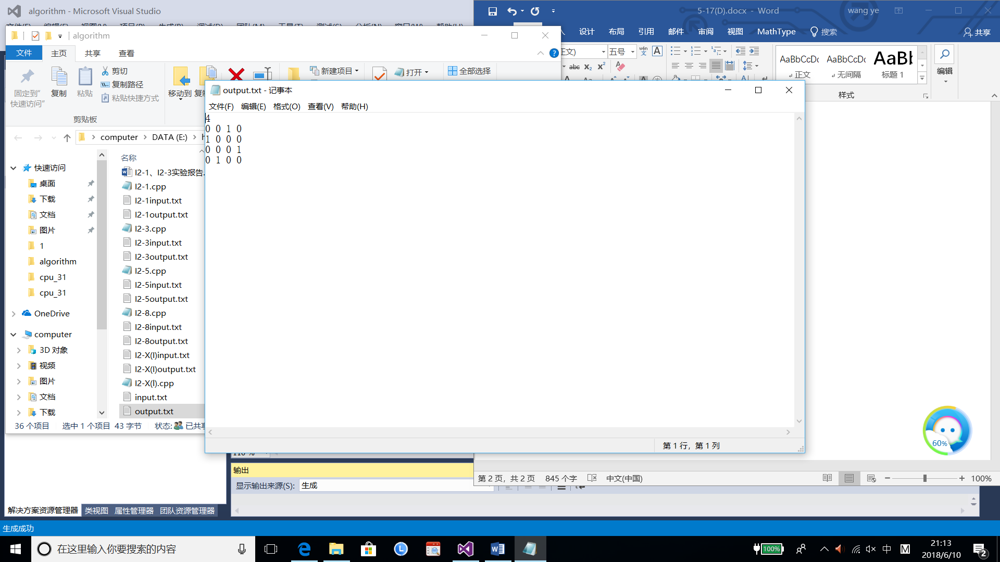 algorithm - Microsoft Visual Studio
5-17(D).docx - Word
wang ye
algorithm
设计 布局 引用 邮件 审阅 视图 MathType 搜索 共享
文件 主页 共享 查看
五号
剪切
复制路径
粘贴快捷方式
固定到"
快速访问"
复制
粘贴
剪贴板
移动到
新建项目
打开
全部选择
AaBbCcDc AaBbCcDc
正文 无间隔 标题 1
样式
编辑
output.txt - 记事本
文件(F) 编辑(E) 格式(O) 查看(V) 帮助(H)
4
0 0 1 0
1 0 0 0
0 0 0 1
0 1 0 0
computer DATA (E:)
快速访问
桌面
下载
文档
图片
1
algorithm
cpu_31
cpu_31
OneDrive
computer
3D 对象
视频
图片
文档
下载
名称
I2-1、I2-3实验报告.
I2-1.cpp
I2-1input.txt
I2-1output.txt
I2-3.cpp
I2-3input.txt
I2-3output.txt
I2-5.cpp
I2-5input.txt
I2-5output.txt
I2-8.cpp
I2-8input.txt
I2-8output.txt
I2-X(I)input.txt
I2-X(I)output.txt
I2-X(I).cpp
input.txt
output.txt
36 个项目 选中 1 个项目 43 字节 状态: 已共享
第 1 行，第 1 列
60%
输出
显示输出来源(S): 生成
第 2 页，共 2 页 845 个字 中文(中国)
100%
解决方案资源管理器 类视图 属性管理器 团队资源管理器
生成成功
在这里输入你要搜索的内容
100%
中
M
21:13
2018/6/10
2